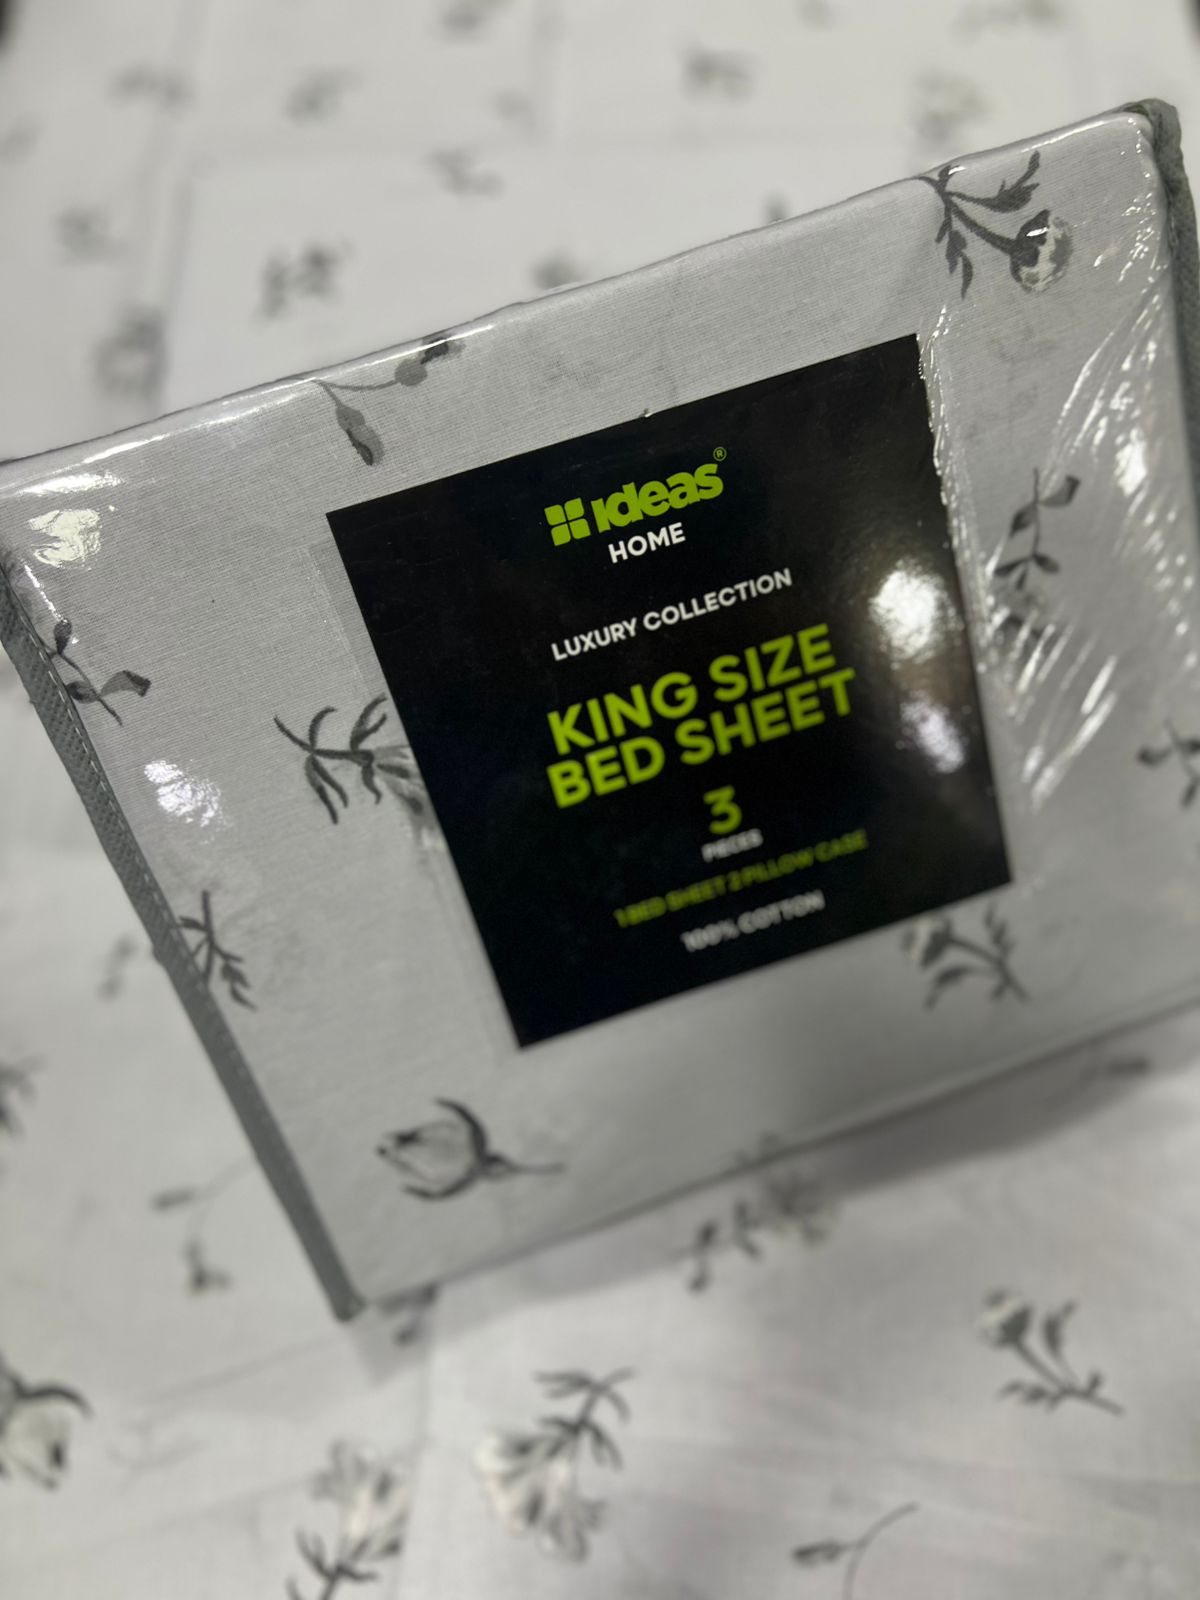 ideas®
HOME
LUXURY COLLECTION
KING SIZE
BED SHEET
3
PIECES
1 BED SHEET 2 PILLOW CASE
100% COTTON